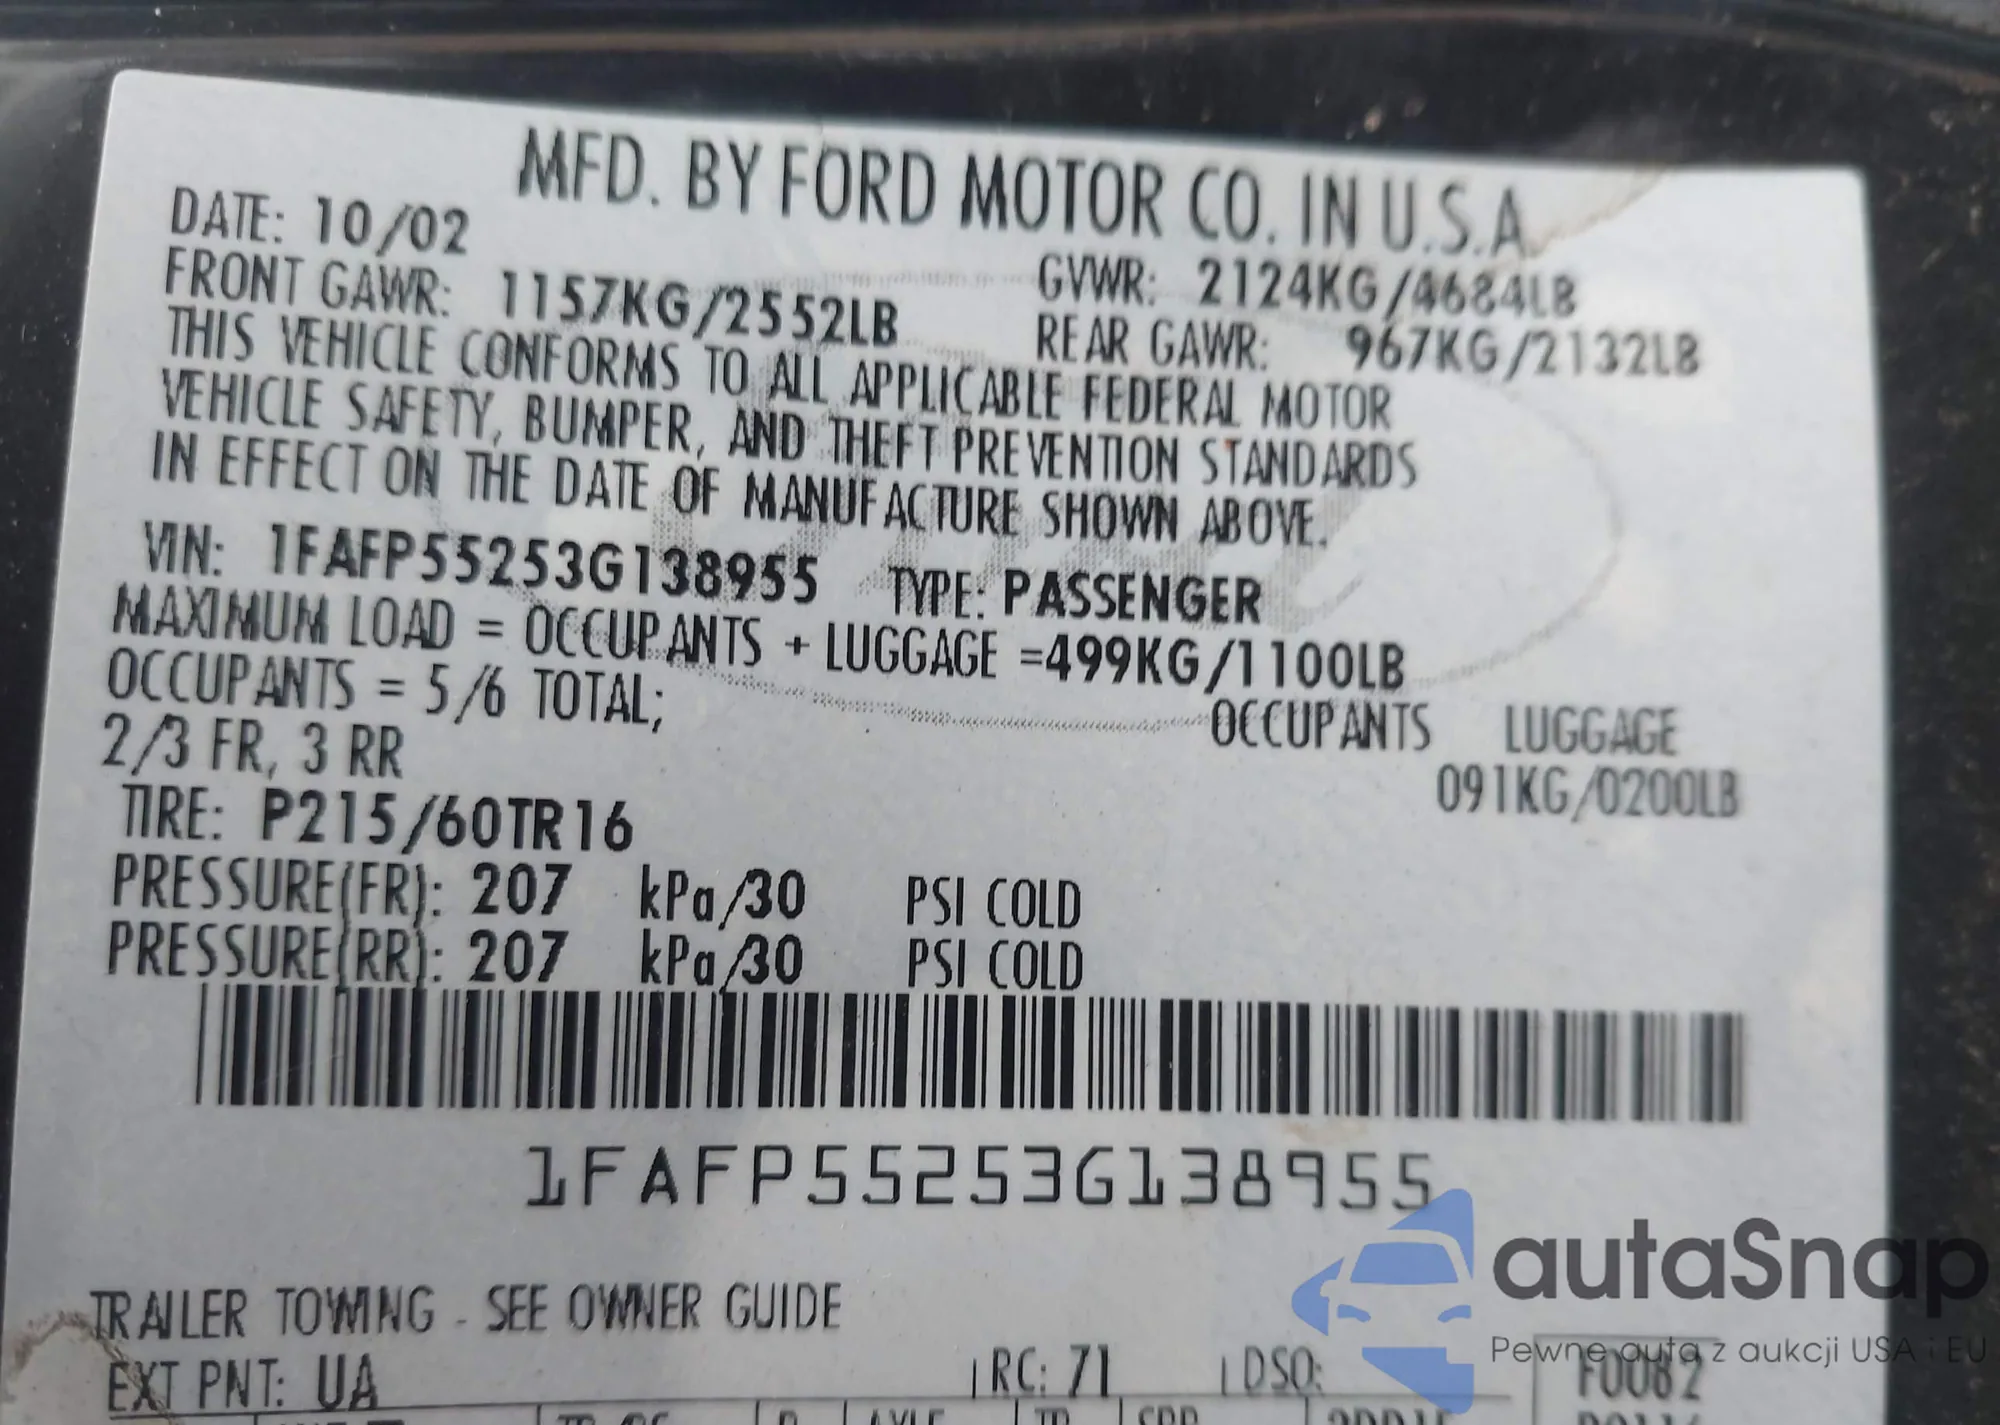 MFD. BY FORD MOTOR CO. IN U.S.A
DATE: 10/02
GVWR: 2124KG/4684LB
FRONT GAWR: 1157KG/2552LB
REAR GAWR: 967KG/2132LB
THIS VEHICLE CONFORMS TO ALL APPLICABLE FEDERAL MOTOR
VEHICLE SAFETY, BUMPER, AND THEFT PREVENTION STANDARDS
IN EFFECT ON THE DATE OF MANUFACTURE SHOWN ABOVE.
VIN: 1FAFP55253G138955 TYPE: PASSENGER
MAXIMUM LOAD = OCCUPANTS + LUGGAGE =499KG/1100LB
OCCUPANTS = 5/6 TOTAL;
OCCUPANTS LUGGAGE
2/3 FR, 3 RR
091KG/0200LB
TIRE: P215/60TR16
PRESSURE(FR): 207 kPa/30 PSI COLD
PRESSURE(RR): 207 kPa/30 PSI COLD
1FAFP55253G138955
TRAILER TOWING - SEE OWNER GUIDE
EXT PNT: UA RC: 71 DSO:
F0082
autaSnap
Pewne auta z aukcji USA i EU